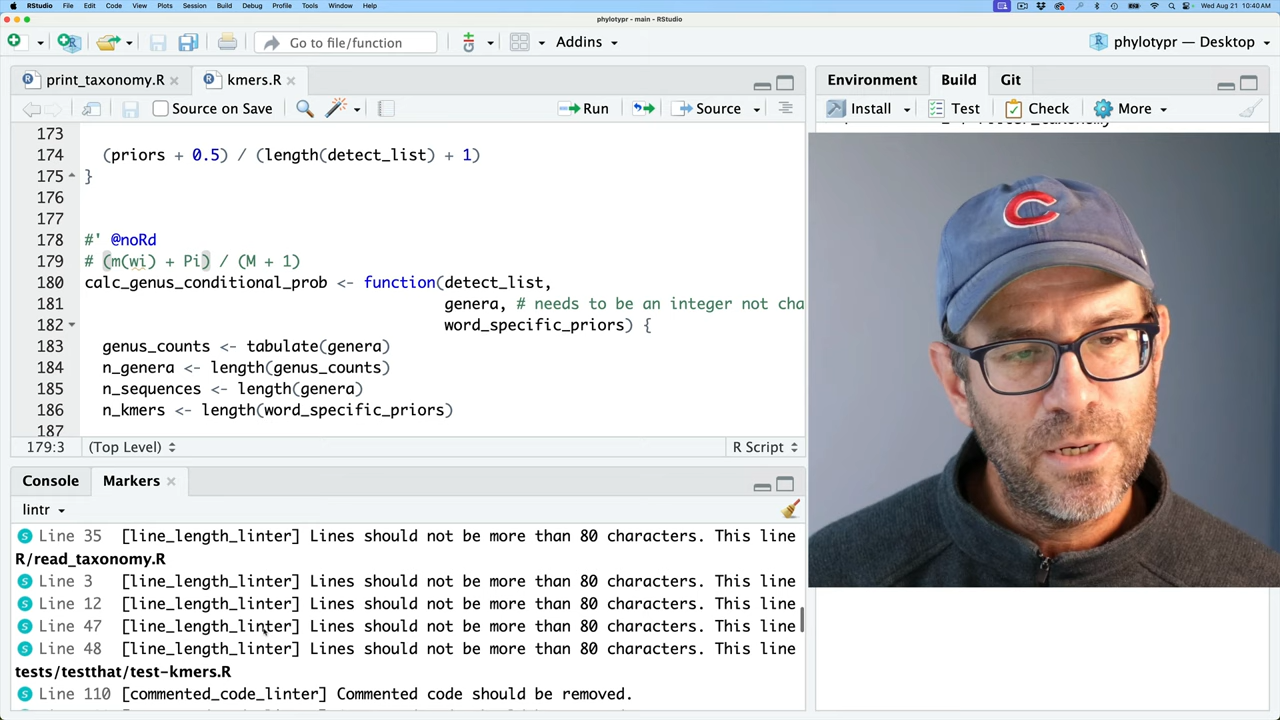 RStudio File Edit Code View Plots Session Build Debug Profile Tools Window Help
Wed Aug 21 10:40 AM
phylotypr - main - RStudio
Go to file/function
Addins
phylotypr — Desktop
print_taxonomy.R
kmers.R
Source on Save
Run
Source
173
174 (priors + 0.5) / (length(detect_list) + 1)
175 }
176
177
178 #' @noRd
179 # (m(wi) + Pi) / (M + 1)
180 calc_genus_conditional_prob <- function(detect_list,
181 genera, # needs to be an integer not cha
182 word_specific_priors) {
183 genus_counts <- tabulate(genera)
184 n_genera <- length(genus_counts)
185 n_sequences <- length(genera)
186 n_kmers <- length(word_specific_priors)
187
179:3 (Top Level) R Script
Console Markers
lintr
Line 35 [line_length_linter] Lines should not be more than 80 characters. This line
R/read_taxonomy.R
Line 3 [line_length_linter] Lines should not be more than 80 characters. This line
Line 12 [line_length_linter] Lines should not be more than 80 characters. This line
Line 47 [line_length_linter] Lines should not be more than 80 characters. This line
Line 48 [line_length_linter] Lines should not be more than 80 characters. This line
tests/testthat/test-kmers.R
Line 110 [commented_code_linter] Commented code should be removed.
Environment Build Git
Install Test Check More
C